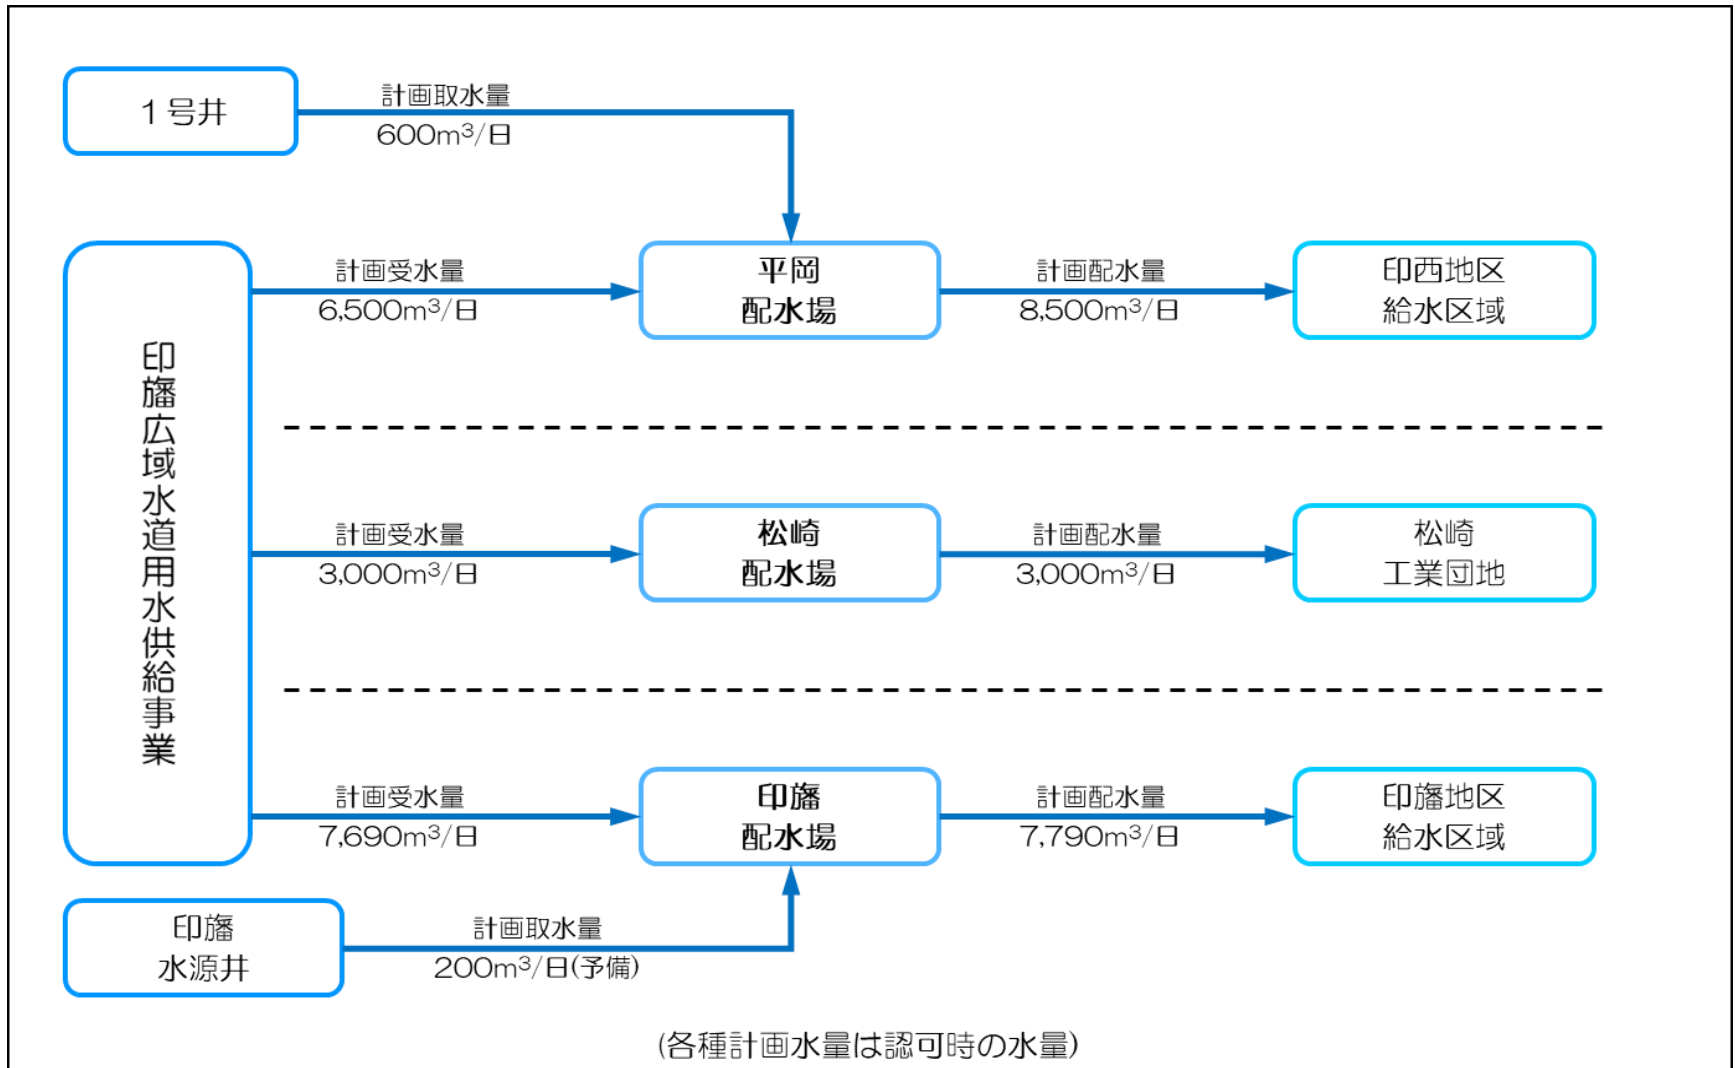 1号井
計画取水量
600m³/日
印旛広域水道用水供給事業
計画受水量
6,500m³/日
平岡
配水場
計画配水量
8,500m³/日
印西地区
給水区域
計画受水量
3,000m³/日
松崎
配水場
計画配水量
3,000m³/日
松崎
工業団地
計画受水量
7,690m³/日
印旛
配水場
計画配水量
7,790m³/日
印旛地区
給水区域
印旛
水源井
計画取水量
200m³/日(予備)
(各種計画水量は認可時の水量)